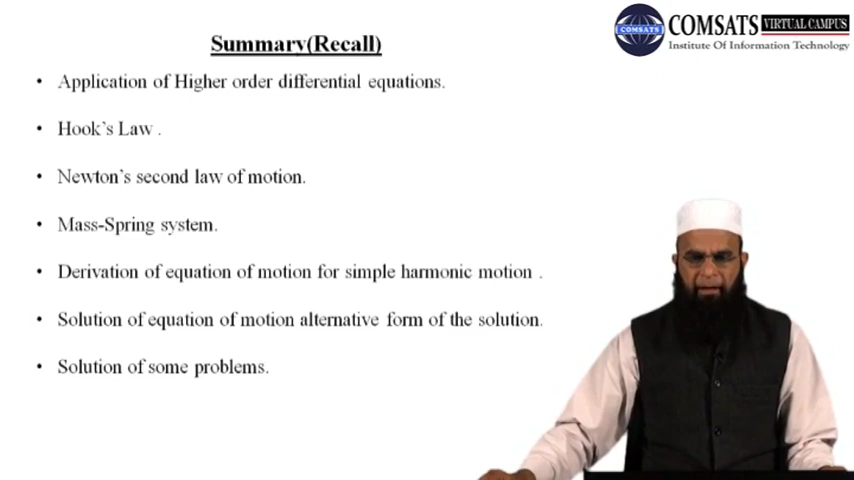 Summary(Recall)
COMSATS VIRTUAL CAMPUS
COMSATS
Institute Of Information Technology
• Application of Higher order differential equations.
• Hook’s Law .
• Newton’s second law of motion.
• Mass-Spring system.
• Derivation of equation of motion for simple harmonic motion .
• Solution of equation of motion alternative form of the solution.
• Solution of some problems.